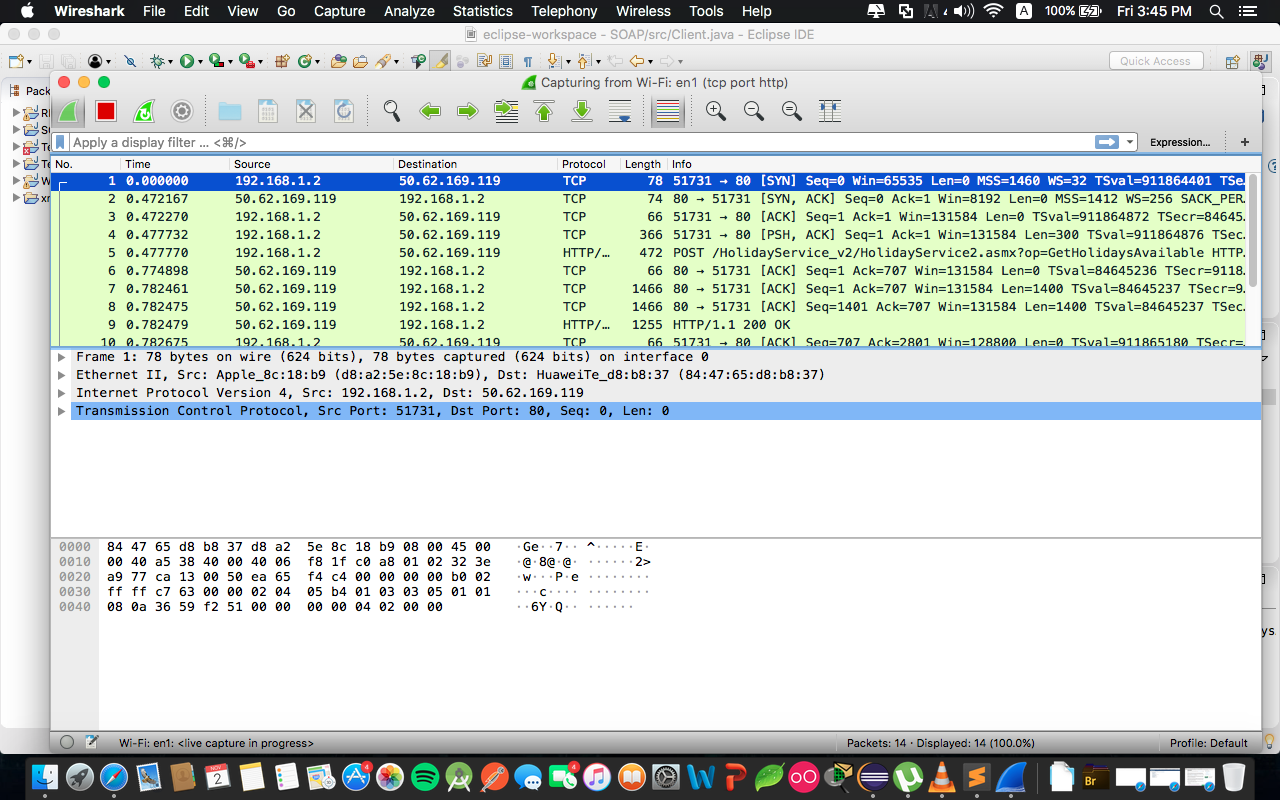 Wireshark File Edit View Go Capture Analyze Statistics Telephony Wireless Tools Help A 100% Fri 3:45 PM
eclipse-workspace - SOAP/src/Client.java - Eclipse IDE
Quick Access
Capturing from Wi-Fi: en1 (tcp port http)
Apply a display filter … <⌘/> Expression… +
No. Time Source Destination Protocol Length Info
1 0.000000 192.168.1.2 50.62.169.119 TCP 78 51731 → 80 [SYN] Seq=0 Win=65535 Len=0 MSS=1460 WS=32 TSval=911864401 TSe…
2 0.472167 50.62.169.119 192.168.1.2 TCP 74 80 → 51731 [SYN, ACK] Seq=0 Ack=1 Win=8192 Len=0 MSS=1412 WS=256 SACK_PER…
3 0.472270 192.168.1.2 50.62.169.119 TCP 66 51731 → 80 [ACK] Seq=1 Ack=1 Win=131584 Len=0 TSval=911864872 TSecr=84645…
4 0.477732 192.168.1.2 50.62.169.119 TCP 366 51731 → 80 [PSH, ACK] Seq=1 Ack=1 Win=131584 Len=300 TSval=911864876 TSec…
5 0.477770 192.168.1.2 50.62.169.119 HTTP/… 472 POST /HolidayService_v2/HolidayService2.asmx?op=GetHolidaysAvailable HTTP…
6 0.774898 50.62.169.119 192.168.1.2 TCP 66 80 → 51731 [ACK] Seq=1 Ack=707 Win=131584 Len=0 TSval=84645236 TSecr=9118…
7 0.782461 50.62.169.119 192.168.1.2 TCP 1466 80 → 51731 [ACK] Seq=1 Ack=707 Win=131584 Len=1400 TSval=84645237 TSecr=9…
8 0.782475 50.62.169.119 192.168.1.2 TCP 1466 80 → 51731 [ACK] Seq=1401 Ack=707 Win=131584 Len=1400 TSval=84645237 TSec…
9 0.782479 50.62.169.119 192.168.1.2 HTTP/… 1255 HTTP/1.1 200 OK
10 0.782675 192.168.1.2 50.62.169.119 TCP 66 51731 → 80 [ACK] Seq=707 Ack=2801 Win=128800 Len=0 TSval=911865180 TSecr=…
Frame 1: 78 bytes on wire (624 bits), 78 bytes captured (624 bits) on interface 0
Ethernet II, Src: Apple_8c:18:b9 (d8:a2:5e:8c:18:b9), Dst: HuaweiTe_d8:b8:37 (84:47:65:d8:b8:37)
Internet Protocol Version 4, Src: 192.168.1.2, Dst: 50.62.169.119
Transmission Control Protocol, Src Port: 51731, Dst Port: 80, Seq: 0, Len: 0
0000 84 47 65 d8 b8 37 d8 a2 5e 8c 18 b9 08 00 45 00 ·Ge··7·· ^·····E·
0010 00 40 a5 38 40 00 40 06 f8 1f c0 a8 01 02 32 3e ·@·8@·@· ······2>
0020 a9 77 ca 13 00 50 ea 65 f4 c4 00 00 00 00 b0 02 ·w···P·e ········
0030 ff ff c7 63 00 00 02 04 05 b4 01 03 03 05 01 01 ···c···· ········
0040 08 0a 36 59 f2 51 00 00 00 00 04 02 00 00 ··6Y·Q·· ······
Wi-Fi: en1: <live capture in progress> Packets: 14 · Displayed: 14 (100.0%) Profile: Default
NOV
2
4
4
Br